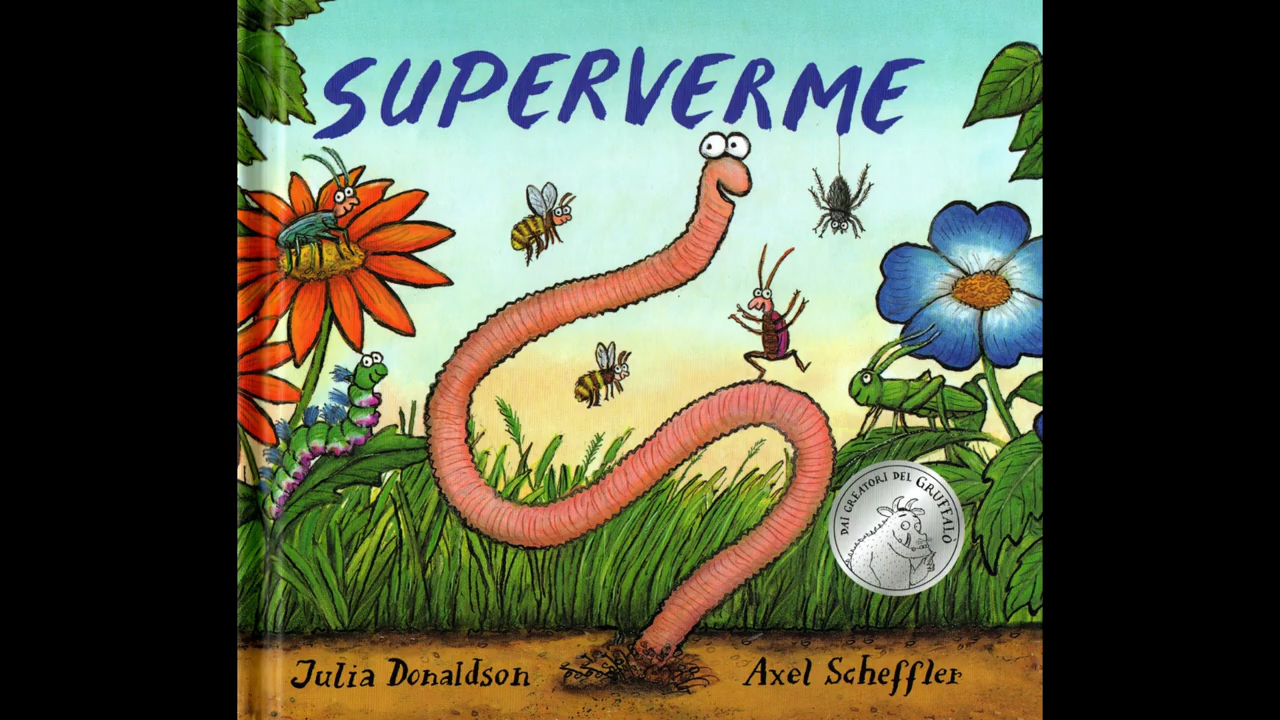 SUPERVERME
DAI CREATORI DEL GRUFFALÒ
Julia Donaldson
Axel Scheffler